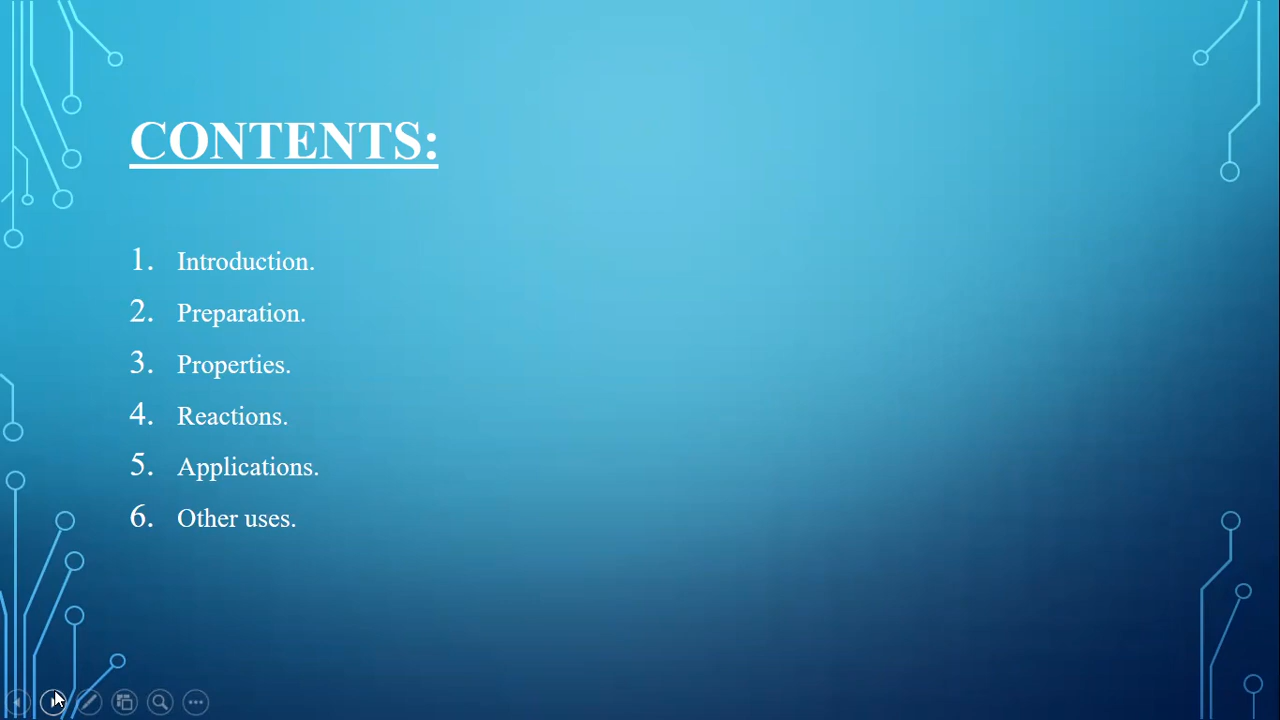 CONTENTS:
1. Introduction.
2. Preparation.
3. Properties.
4. Reactions.
5. Applications.
6. Other uses.